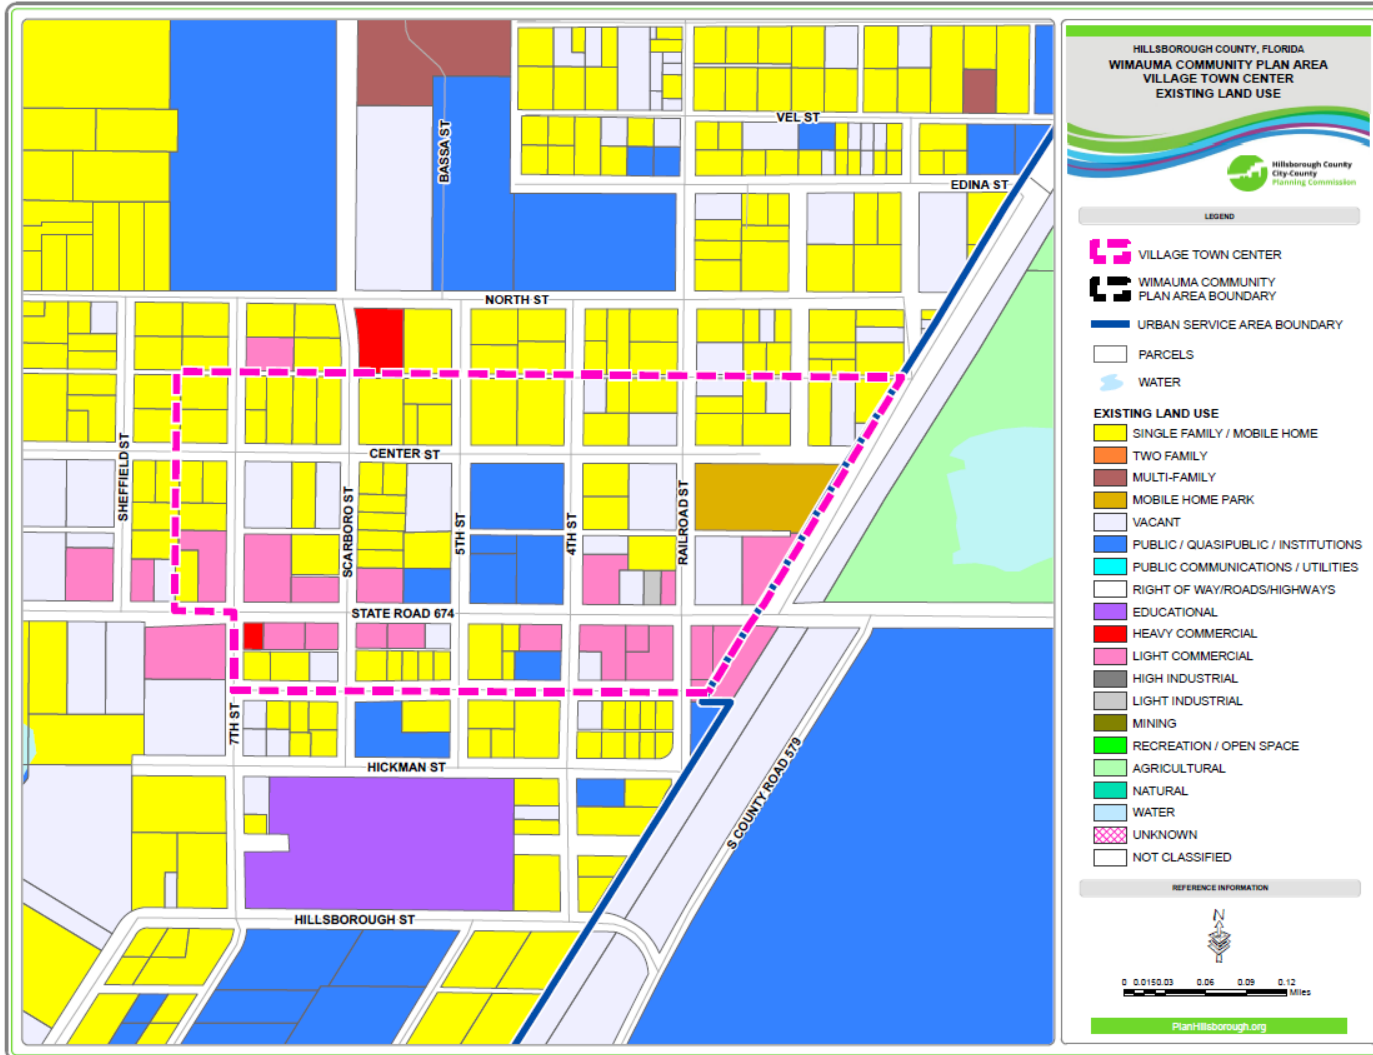 VEL ST
BASSA ST
EDINA ST
NORTH ST
CENTER ST
SHEFFIELD ST
SCARBORO ST
5TH ST
4TH ST
RAILROAD ST
STATE ROAD 674
7TH ST
HICKMAN ST
S COUNTY ROAD 579
HILLSBOROUGH ST
HILLSBOROUGH COUNTY, FLORIDA
WIMAUMA COMMUNITY PLAN AREA
VILLAGE TOWN CENTER
EXISTING LAND USE
Hillsborough County
City-County
Planning Commission
LEGEND
VILLAGE TOWN CENTER
WIMAUMA COMMUNITY
PLAN AREA BOUNDARY
URBAN SERVICE AREA BOUNDARY
PARCELS
WATER
EXISTING LAND USE
SINGLE FAMILY / MOBILE HOME
TWO FAMILY
MULTI-FAMILY
MOBILE HOME PARK
VACANT
PUBLIC / QUASIPUBLIC / INSTITUTIONS
PUBLIC COMMUNICATIONS / UTILITIES
RIGHT OF WAY/ROADS/HIGHWAYS
EDUCATIONAL
HEAVY COMMERCIAL
LIGHT COMMERCIAL
HIGH INDUSTRIAL
LIGHT INDUSTRIAL
MINING
RECREATION / OPEN SPACE
AGRICULTURAL
NATURAL
WATER
UNKNOWN
NOT CLASSIFIED
REFERENCE INFORMATION
N
0 0.0150.03 0.06 0.09 0.12
Miles
PlanHillsborough.org